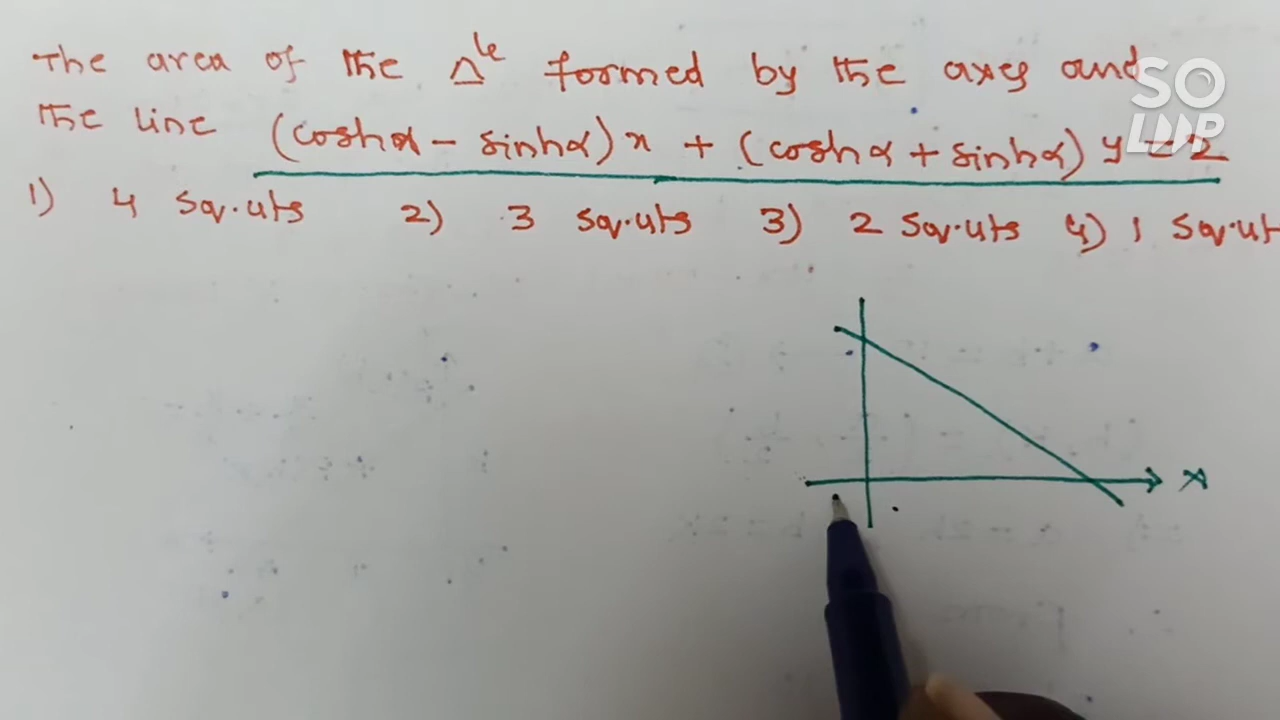 The area of the Δle formed by the axes and
the line (coshα - sinhα)x + (coshα + sinhα)y = 2
1) 4 sq.uts 2) 3 sq.uts 3) 2 sq.uts 4) 1 sq.ut
X
SO
LMP